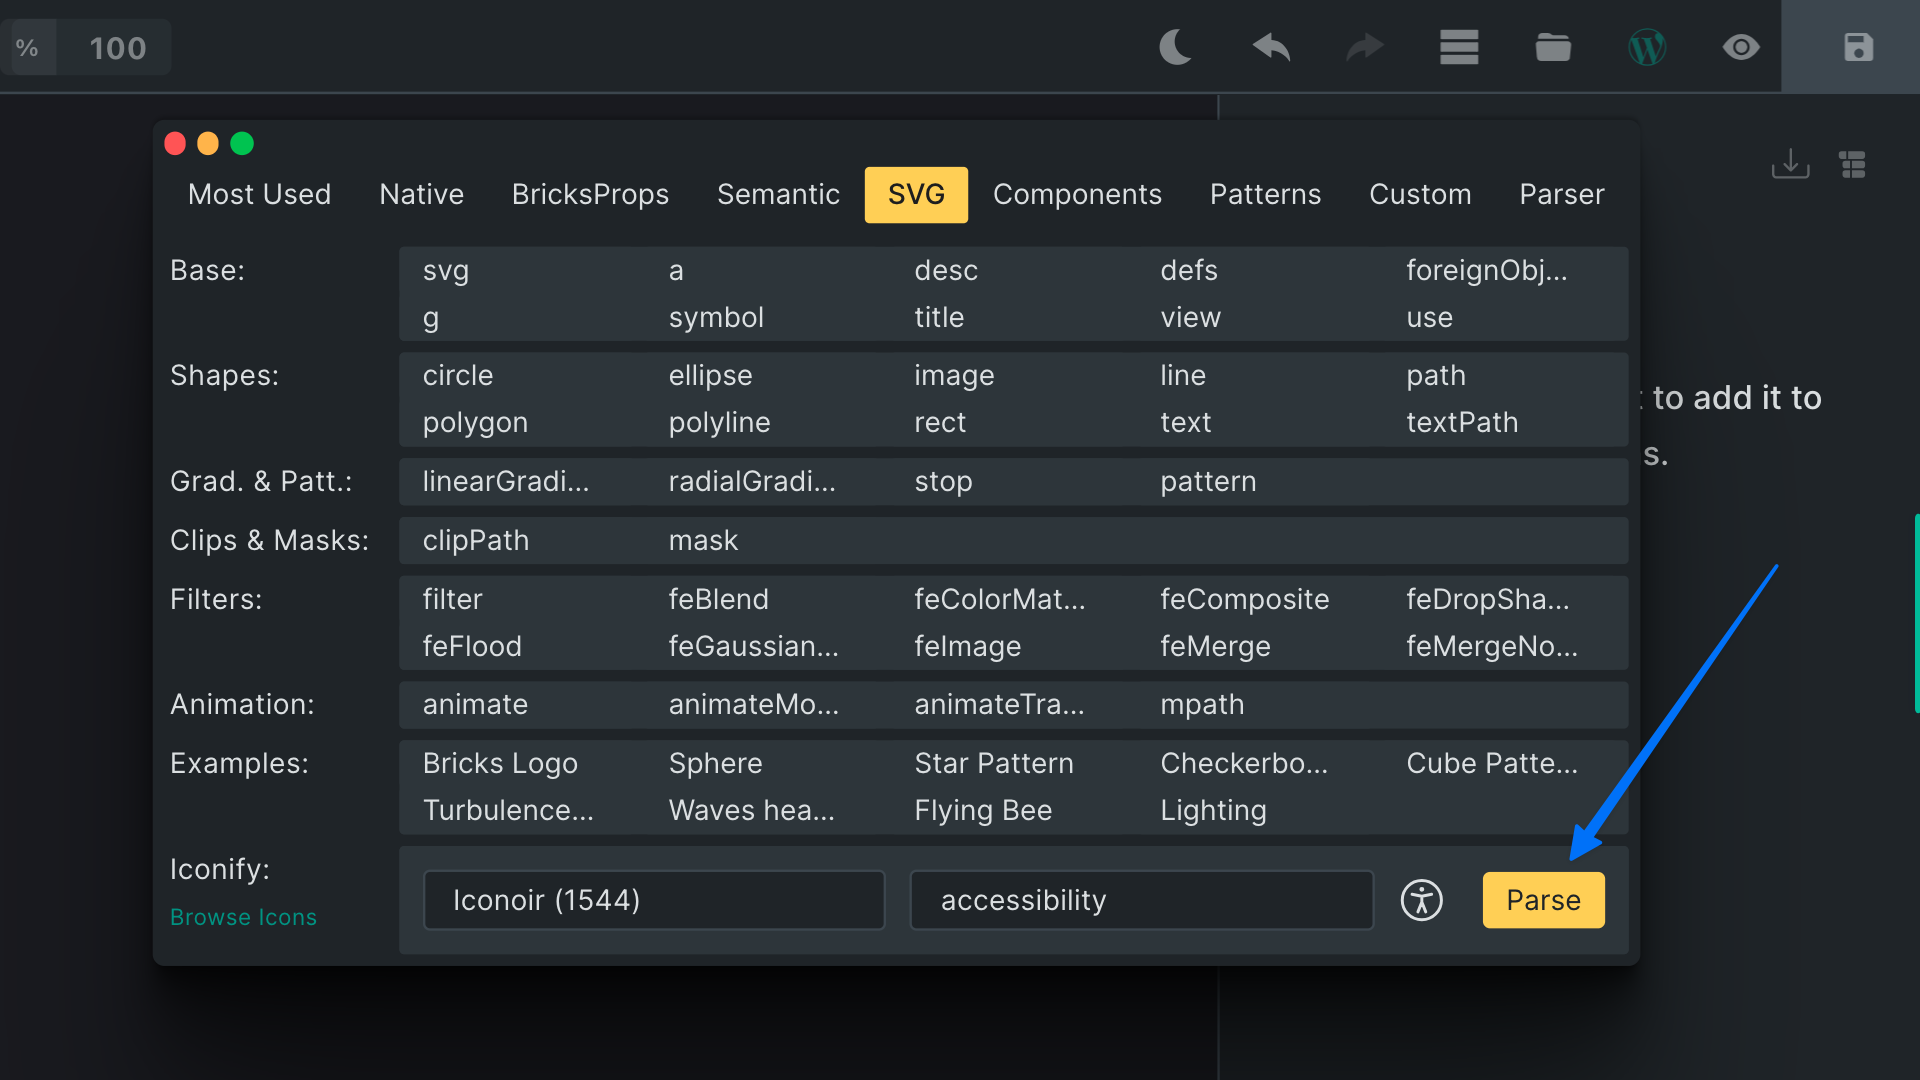 % 100
Most Used Native BricksProps Semantic SVG Components Patterns Custom Parser
Base: svg a desc defs foreignObj...
g symbol title view use
Shapes: circle ellipse image line path
to add it to
polygon polyline rect text textPath
s.
Grad. & Patt.: linearGradi... radialGradi... stop pattern
Clips & Masks: clipPath mask
Filters: filter feBlend feColorMat... feComposite feDropSha...
feFlood feGaussian... feImage feMerge feMergeNo...
Animation: animate animateMo... animateTra... mpath
Examples: Bricks Logo Sphere Star Pattern Checkerbo... Cube Patte...
Turbulence... Waves hea... Flying Bee Lighting
Iconify: Iconoir (1544) accessibility Parse
Browse Icons